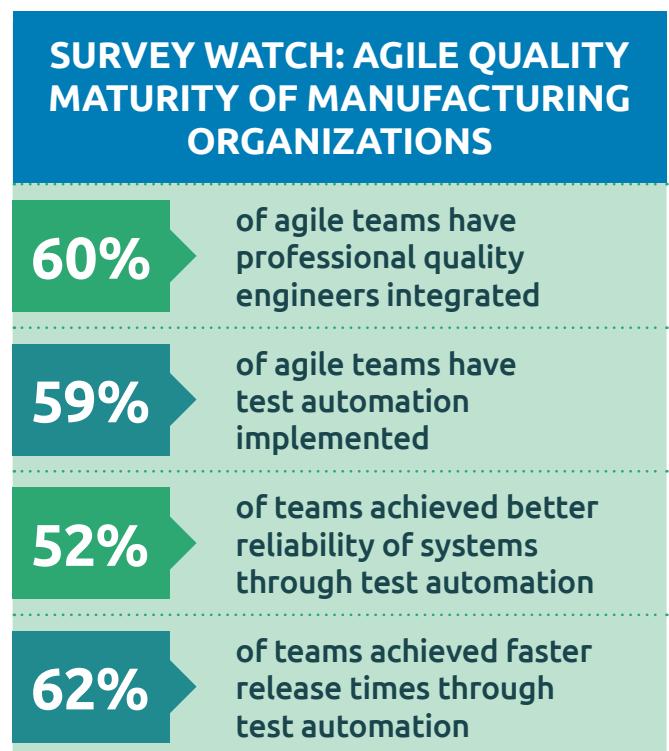 SURVEY WATCH: AGILE QUALITY
MATURITY OF MANUFACTURING
ORGANIZATIONS
60%
of agile teams have
professional quality
engineers integrated
59%
of agile teams have
test automation
implemented
52%
of teams achieved better
reliability of systems
through test automation
62%
of teams achieved faster
release times through
test automation